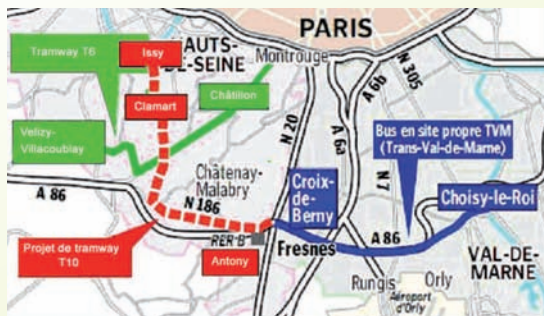 PARIS
Tramway T6
Issy
HAUTS-
DE-SEINE
Montrouge
N 305
A 6b
Clamart
Châtillon
N 20
A 6a
Bus en site propre TVM
(Trans-Val-de-Marne)
Velizy-
Villacoublay
Châtenay-
Malabry
Croix-
de-
Berny
N 7
Choisy-le-Roi
A 86
N 186
Projet de tramway
T10
RER B
Antony
Fresnes
A 86
VAL-DE-
MARNE
Rungis
Orly
Aéroport
d'Orly